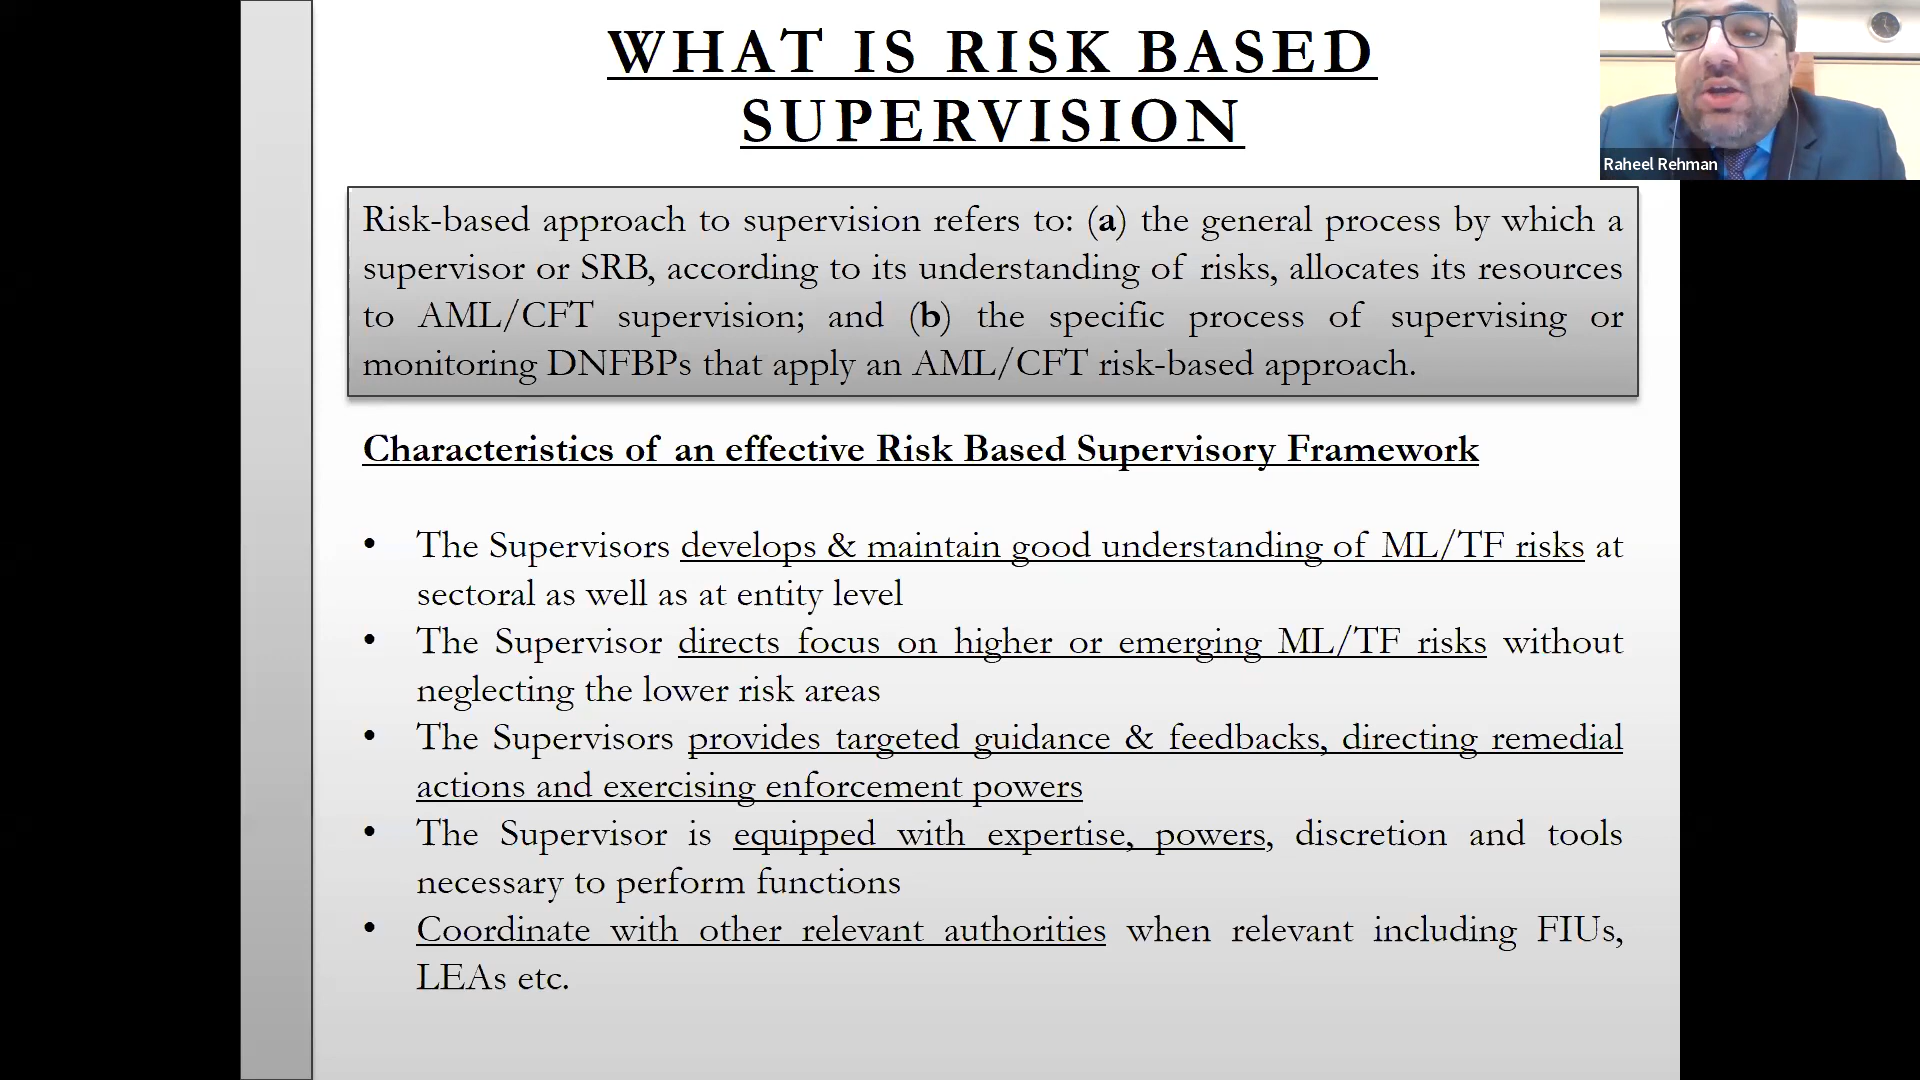 WHAT IS RISK BASED
SUPERVISION
Raheel Rehman
Risk-based approach to supervision refers to: (a) the general process by which a
supervisor or SRB, according to its understanding of risks, allocates its resources
to AML/CFT supervision; and (b) the specific process of supervising or
monitoring DNFBPs that apply an AML/CFT risk-based approach.
Characteristics of an effective Risk Based Supervisory Framework
• The Supervisors develops & maintain good understanding of ML/TF risks at
sectoral as well as at entity level
• The Supervisor directs focus on higher or emerging ML/TF risks without
neglecting the lower risk areas
• The Supervisors provides targeted guidance & feedbacks, directing remedial
actions and exercising enforcement powers
• The Supervisor is equipped with expertise, powers, discretion and tools
necessary to perform functions
• Coordinate with other relevant authorities when relevant including FIUs,
LEAs etc.